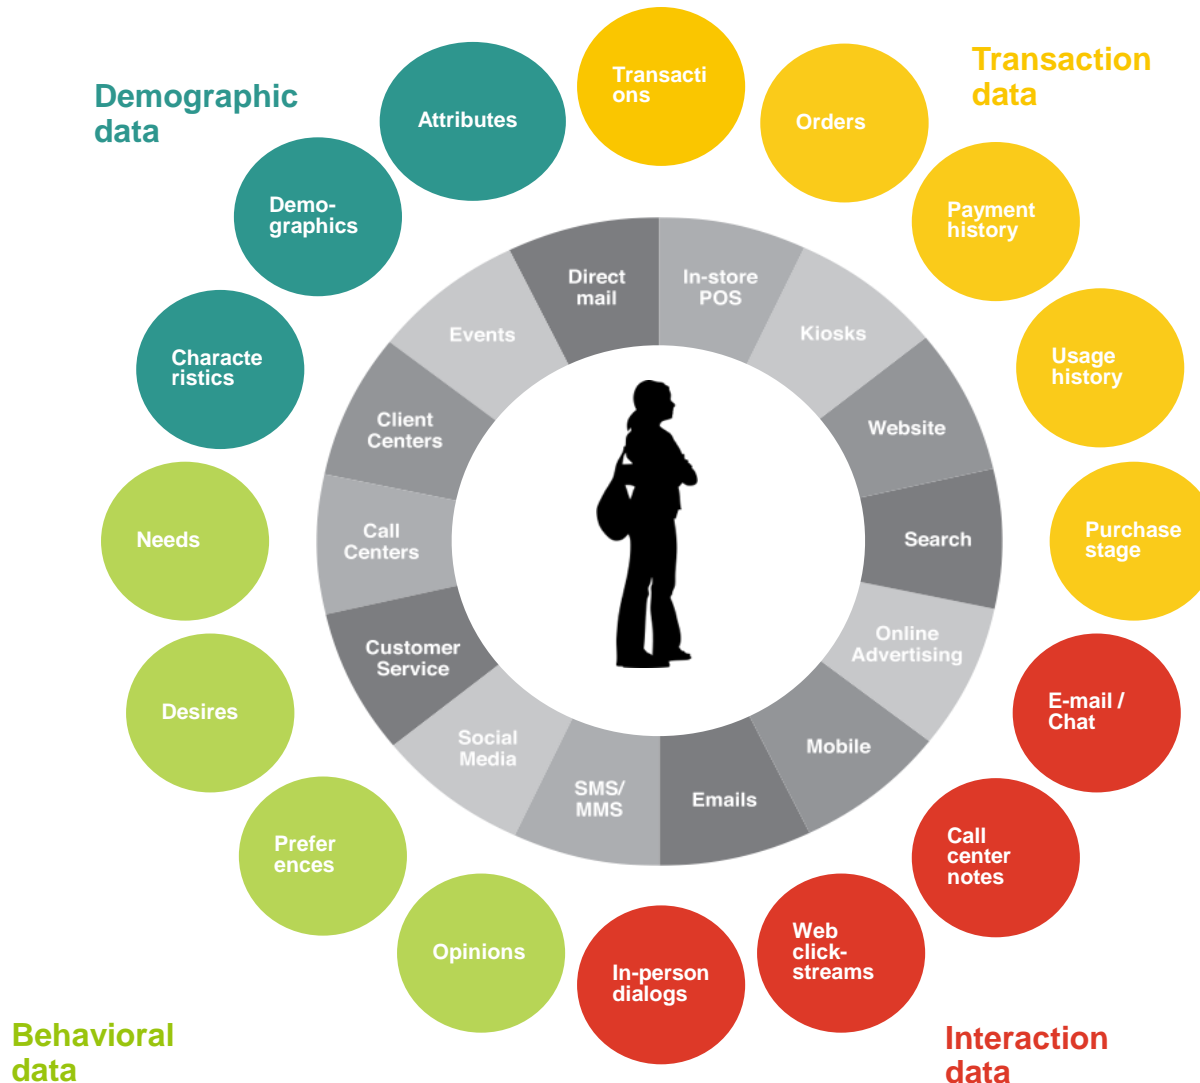 Demographic
data
Transaction
data
Attributes
Transacti
ons
Orders
Demo-
graphics
Payment
history
Characte
ristics
Usage
history
Needs
Purchase
stage
Desires
E-mail /
Chat
Prefer
ences
Call
center
notes
Opinions
In-person
dialogs
Web
click-
streams
Direct
mail
In-store
POS
Events
Kiosks
Client
Centers
Website
Call
Centers
Search
Customer
Service
Online
Advertising
Social
Media
Mobile
SMS/
MMS
Emails
Behavioral
data
Interaction
data